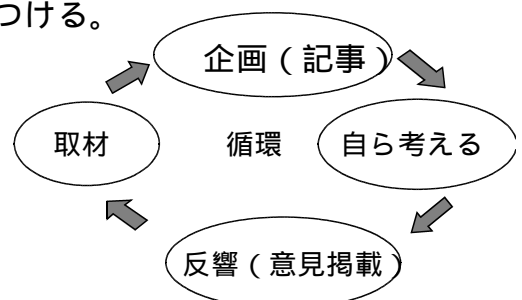 つける。
企画（記事）
取材
循環
自ら考える
反響（意見掲載）